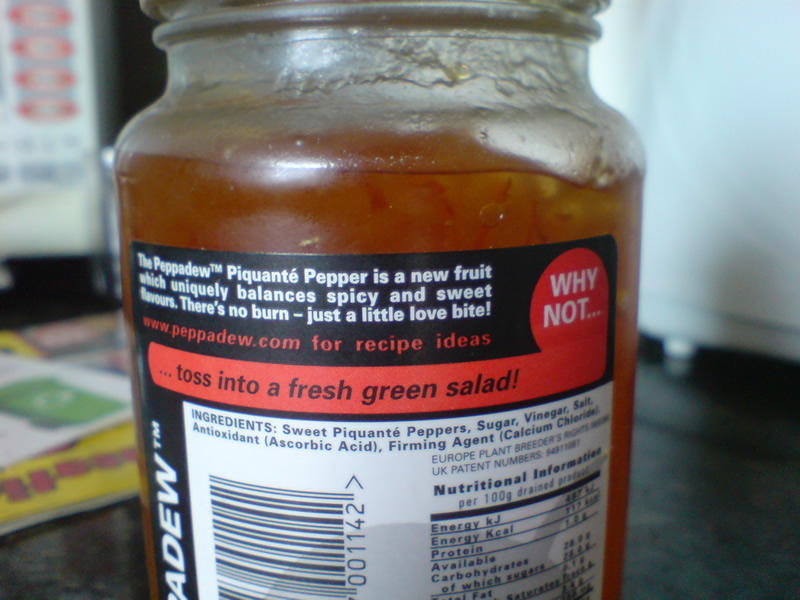 The Peppadew™ Piquanté Pepper is a new fruit
which uniquely balances spicy and sweet
flavours. There's no burn – just a little love bite!
www.peppadew.com for recipe ideas
WHY
NOT...
... toss into a fresh green salad!
INGREDIENTS: Sweet Piquanté Peppers, Sugar, Vinegar, Salt,
Antioxidant (Ascorbic Acid), Firming Agent (Calcium Chloride).
EUROPE PLANT BREEDER'S RIGHTS
UK PATENT NUMBERS: 94911081
Nutritional Information
per 100g drained product
Energy kJ
Energy Kcal
Protein
Available
Carbohydrates
of which sugars
Total Fat
PADEW™
001142 >